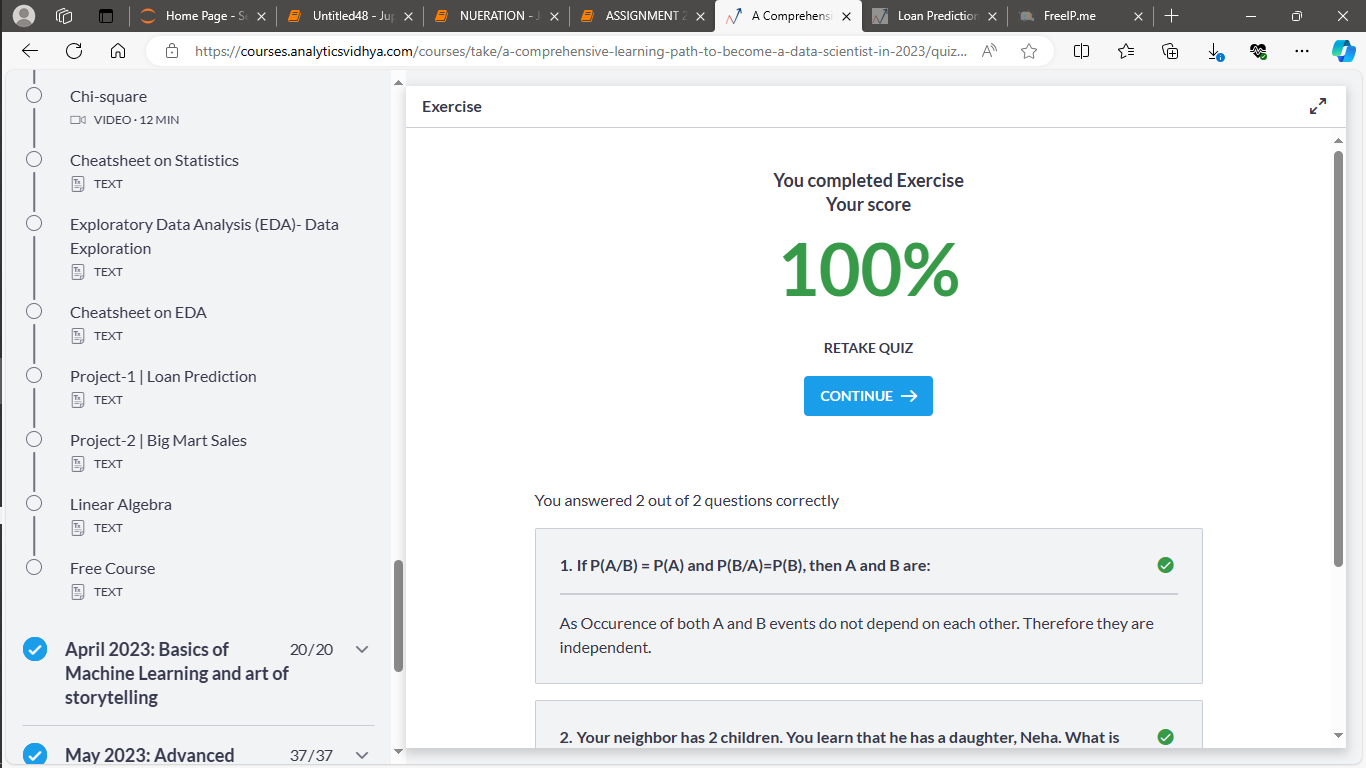 Home Page - Se
Untitled48 - Jup
NUERATION - J
ASSIGNMENT 2
A Comprehensi
Loan Prediction
FreeIP.me
https://courses.analyticsvidhya.com/courses/take/a-comprehensive-learning-path-to-become-a-data-scientist-in-2023/quiz...
Chi-square
VIDEO · 12 MIN
Cheatsheet on Statistics
TEXT
Exploratory Data Analysis (EDA)- Data
Exploration
TEXT
Cheatsheet on EDA
TEXT
Project-1 | Loan Prediction
TEXT
Project-2 | Big Mart Sales
TEXT
Linear Algebra
TEXT
Free Course
TEXT
April 2023: Basics of
Machine Learning and art of
storytelling
20/20
May 2023: Advanced
37/37
Exercise
You completed Exercise
Your score
100%
RETAKE QUIZ
CONTINUE →
You answered 2 out of 2 questions correctly
1. If P(A/B) = P(A) and P(B/A)=P(B), then A and B are:
As Occurence of both A and B events do not depend on each other. Therefore they are
independent.
2. Your neighbor has 2 children. You learn that he has a daughter, Neha. What is